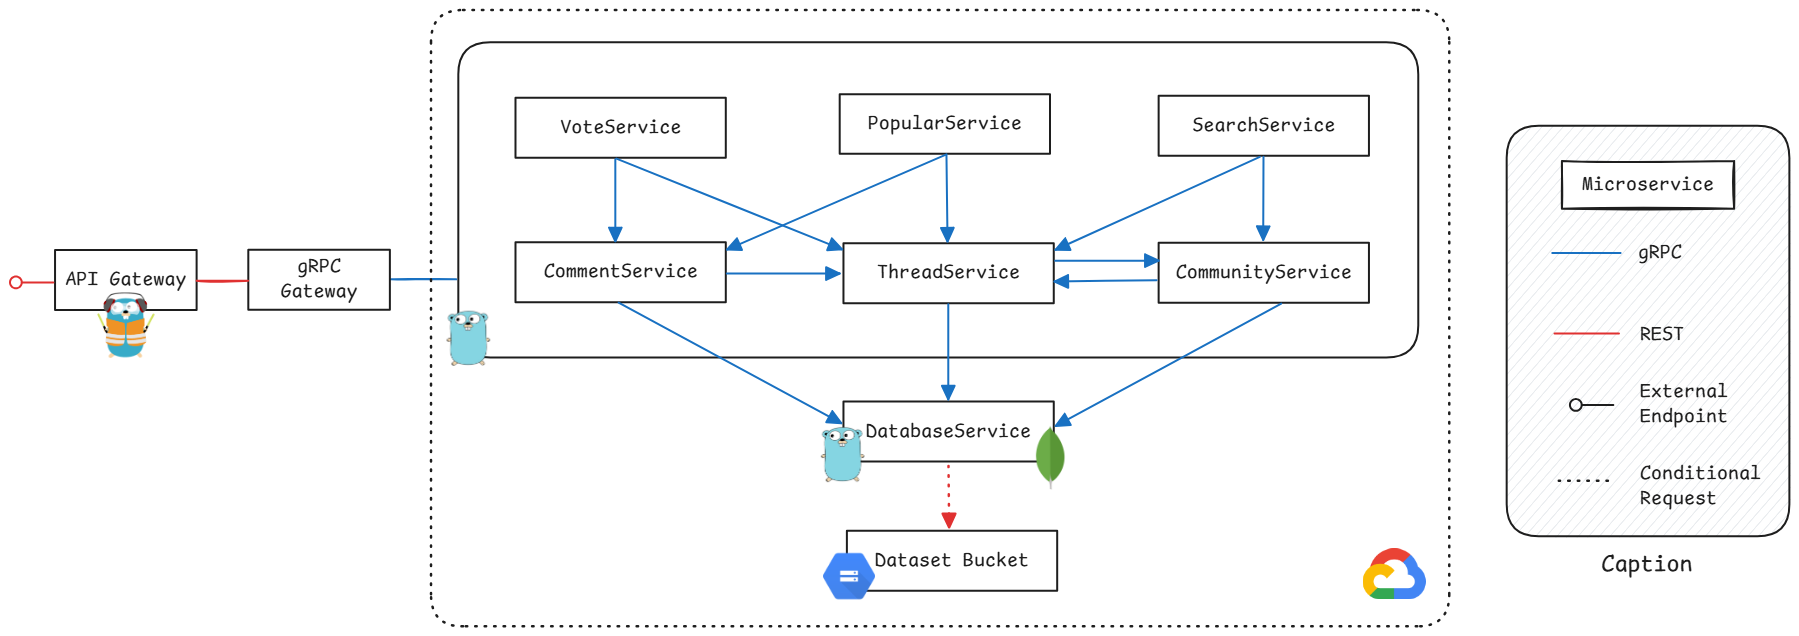 VoteService
PopularService
SearchService
Microservice
gRPC
API Gateway
gRPC
Gateway
CommentService
ThreadService
CommunityService
REST
External
Endpoint
DatabaseService
Conditional
Request
Dataset Bucket
Caption